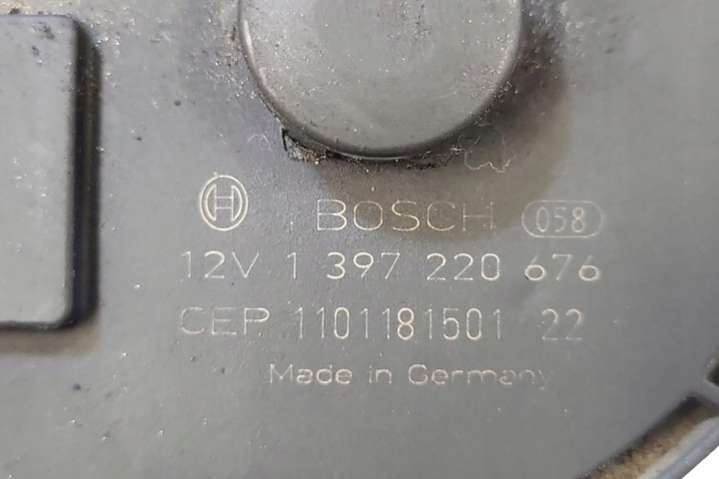 BOSCH 058
12V 1 397 220 676
CEP 1101181501 22
Made in Germany